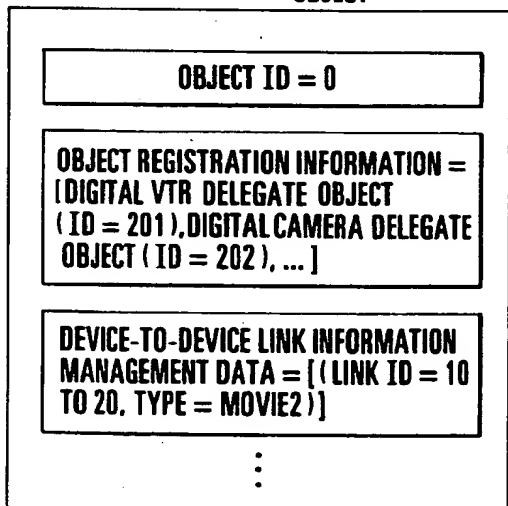 OBJECT ID = 0
OBJECT REGISTRATION INFORMATION =
[DIGITAL VTR DELEGATE OBJECT
(ID = 201), DIGITAL CAMERA DELEGATE
OBJECT (ID = 202), ... ]
DEVICE-TO-DEVICE LINK INFORMATION
MANAGEMENT DATA = [(LINK ID = 10
TO 20, TYPE = MOVIE2)]